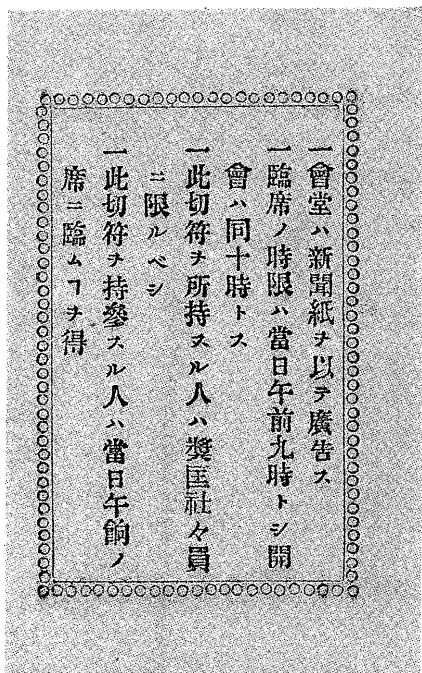 一會堂ハ新聞紙ヲ以テ廣告ス
一臨席ノ時限ハ當日午前九時トシ開
會ハ同十時トス
一此切符ヲ所持スル人ハ奬匡社々員
ニ限ルベシ
一此切符ヲ持參スル人ハ當日午餉ノ
席ニ臨ムヿヲ得